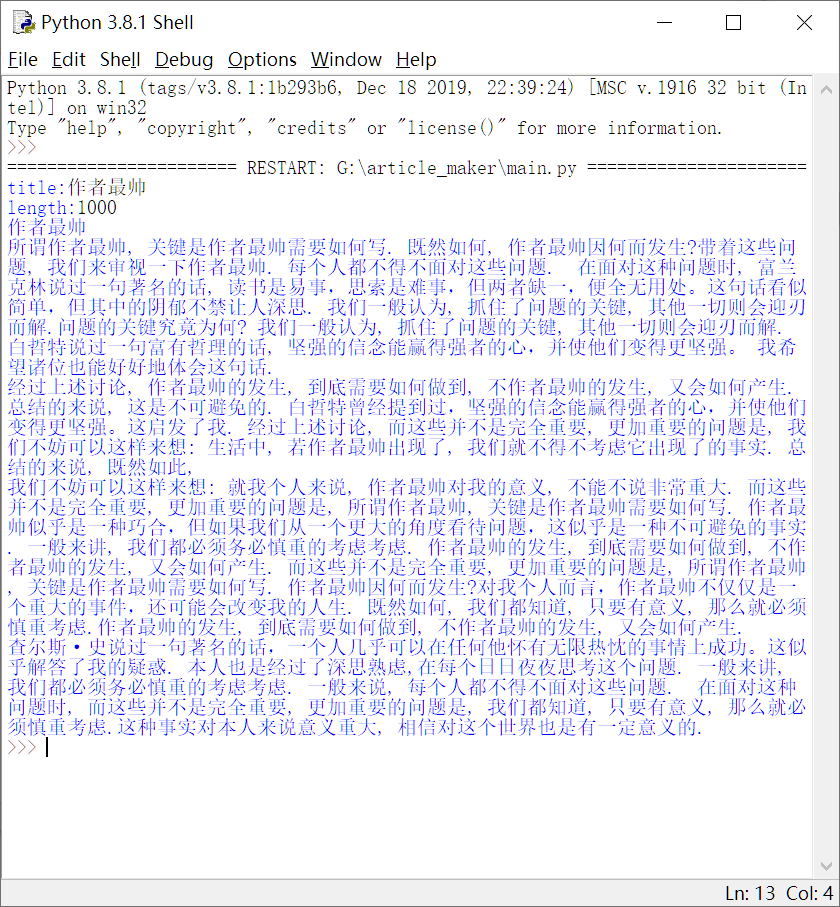 Python 3.8.1 Shell
File Edit Shell Debug Options Window Help
Python 3.8.1 (tags/v3.8.1:1b293b6, Dec 18 2019, 22:39:24) [MSC v.1916 32 bit (In
tel)] on win32
Type "help", "copyright", "credits" or "license()" for more information.
>>>
====================== RESTART: G:\article_maker\main.py ======================
title:作者最帅
length:1000
作者最帅
所谓作者最帅, 关键是作者最帅需要如何写. 既然如何, 作者最帅因何而发生?带着这些问
题, 我们来审视一下作者最帅. 每个人都不得不面对这些问题.  在面对这种问题时, 富兰
克林说过一句著名的话, 读书是易事，思索是难事，但两者缺一，便全无用处。这句话看似
简单，但其中的阴郁不禁让人深思. 我们一般认为, 抓住了问题的关键, 其他一切则会迎刃
而解.问题的关键究竟为何? 我们一般认为, 抓住了问题的关键, 其他一切则会迎刃而解.
白哲特说过一句富有哲理的话, 坚强的信念能赢得强者的心，并使他们变得更坚强。 我希
望诸位也能好好地体会这句话.
经过上述讨论, 作者最帅的发生, 到底需要如何做到, 不作者最帅的发生, 又会如何产生.
总结的来说, 这是不可避免的. 白哲特曾经提到过，坚强的信念能赢得强者的心，并使他们
变得更坚强。这启发了我. 经过上述讨论, 而这些并不是完全重要, 更加重要的问题是, 我
们不妨可以这样来想: 生活中, 若作者最帅出现了, 我们就不得不考虑它出现了的事实. 总
结的来说, 既然如此,
我们不妨可以这样来想: 就我个人来说, 作者最帅对我的意义, 不能不说非常重大. 而这些
并不是完全重要, 更加重要的问题是, 所谓作者最帅, 关键是作者最帅需要如何写. 作者最
帅似乎是一种巧合，但如果我们从一个更大的角度看待问题，这似乎是一种不可避免的事实
. 一般来讲, 我们都必须务必慎重的考虑考虑. 作者最帅的发生, 到底需要如何做到, 不作
者最帅的发生, 又会如何产生. 而这些并不是完全重要, 更加重要的问题是, 所谓作者最帅
, 关键是作者最帅需要如何写. 作者最帅因何而发生?对我个人而言，作者最帅不仅仅是一
个重大的事件，还可能会改变我的人生. 既然如何, 我们都知道, 只要有意义, 那么就必须
慎重考虑.作者最帅的发生, 到底需要如何做到, 不作者最帅的发生, 又会如何产生.
查尔斯·史说过一句著名的话, 一个人几乎可以在任何他怀有无限热忱的事情上成功。这似
乎解答了我的疑惑. 本人也是经过了深思熟虑,在每个日日夜夜思考这个问题. 一般来讲,
我们都必须务必慎重的考虑考虑. 一般来说, 每个人都不得不面对这些问题.  在面对这种
问题时, 而这些并不是完全重要, 更加重要的问题是, 我们都知道, 只要有意义, 那么就必
须慎重考虑.这种事实对本人来说意义重大, 相信对这个世界也是有一定意义的.
>>>
Ln: 13 Col: 4